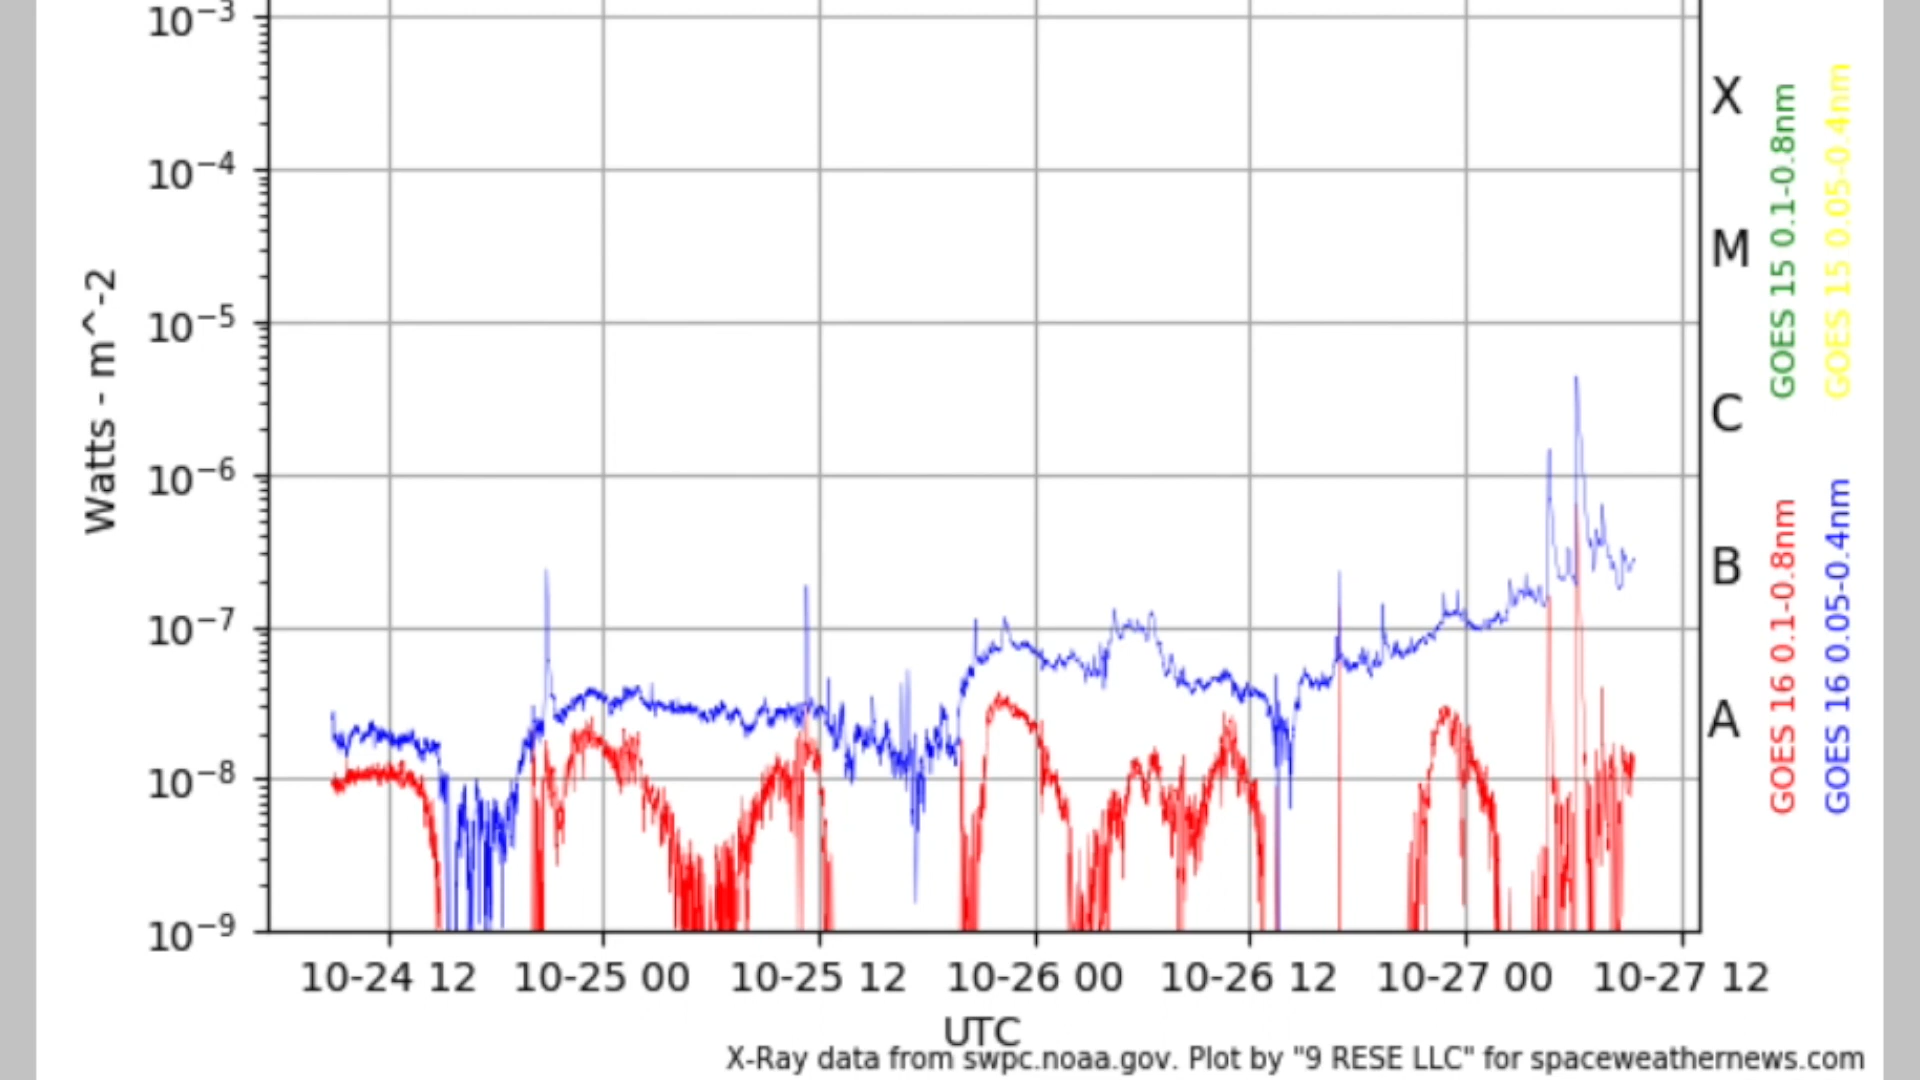 10−3
10−4
10−5
10−6
10−7
10−8
10−9
Watts - m^-2
X
M
C
B
A
GOES 15 0.1-0.8nm
GOES 15 0.05-0.4nm
GOES 16 0.1-0.8nm
GOES 16 0.05-0.4nm
10-24 12 10-25 00 10-25 12 10-26 00 10-26 12 10-27 00 10-27 12
UTC
X-Ray data from swpc.noaa.gov. Plot by "9 RESE LLC" for spaceweathernews.com